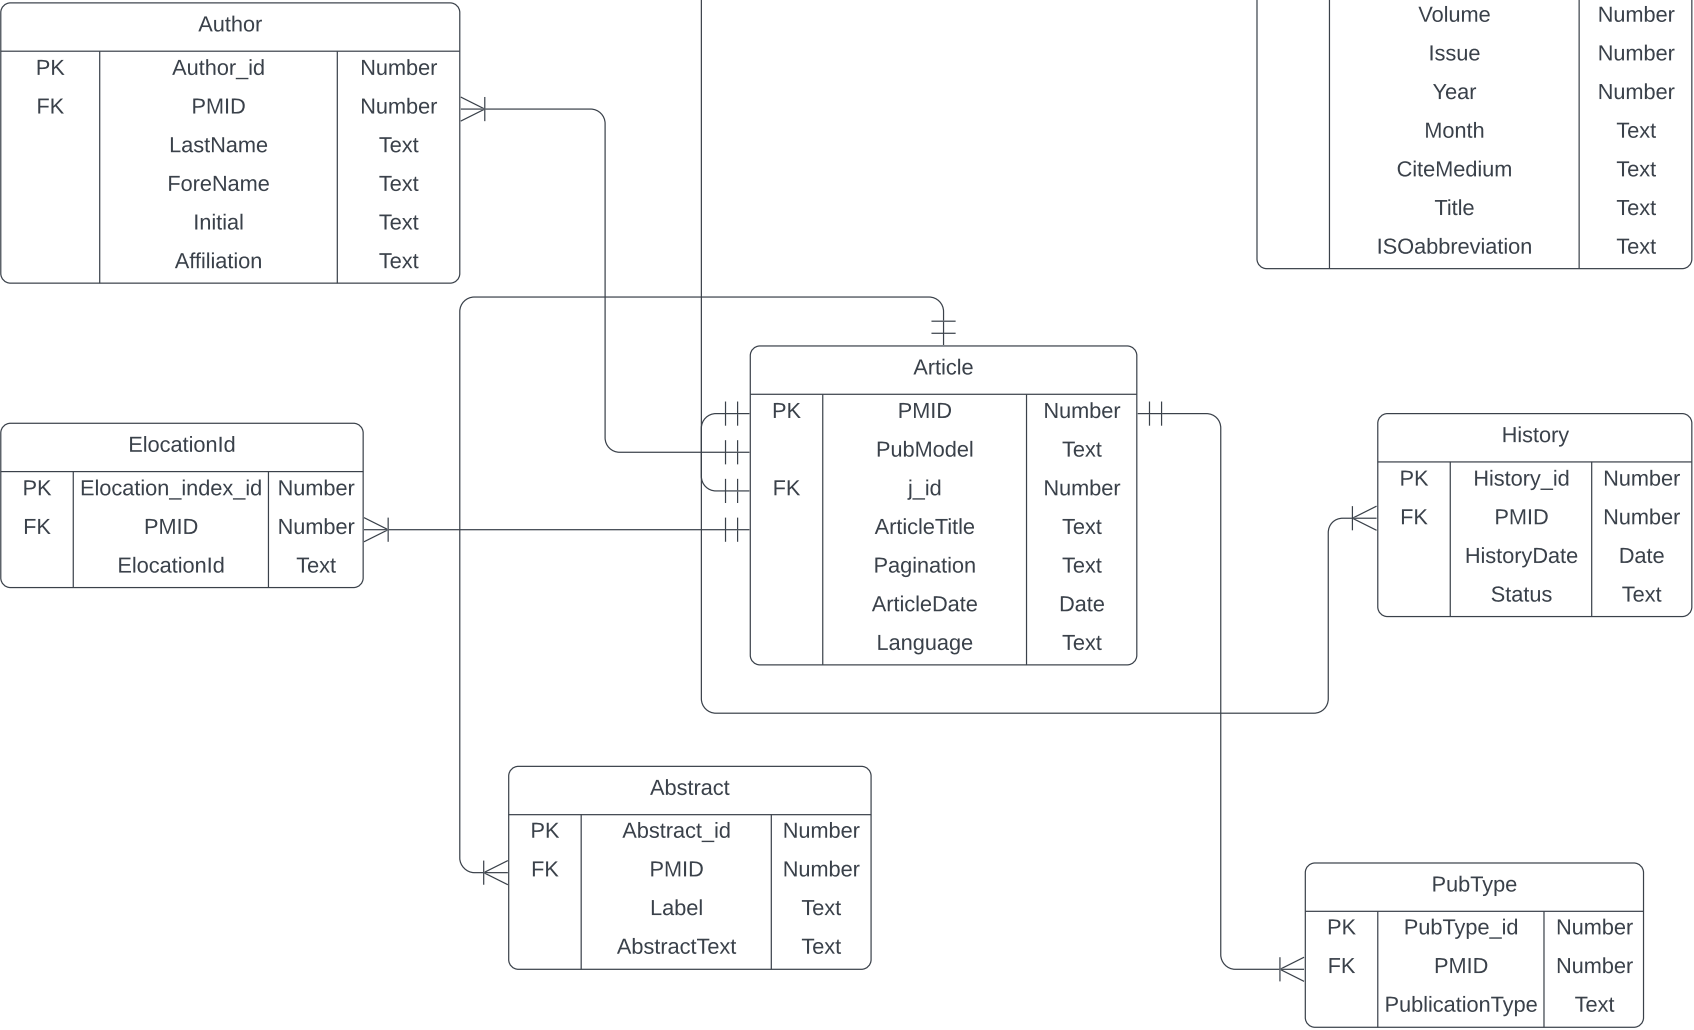 Author
PK Author_id Number
FK PMID Number
LastName Text
ForeName Text
Initial Text
Affiliation Text
Volume Number
Issue Number
Year Number
Month Text
CiteMedium Text
Title Text
ISOabbreviation Text
Article
PK PMID Number
PubModel Text
FK j_id Number
ArticleTitle Text
Pagination Text
ArticleDate Date
Language Text
ElocationId
PK Elocation_index_id Number
FK PMID Number
ElocationId Text
History
PK History_id Number
FK PMID Number
HistoryDate Date
Status Text
Abstract
PK Abstract_id Number
FK PMID Number
Label Text
AbstractText Text
PubType
PK PubType_id Number
FK PMID Number
PublicationType Text